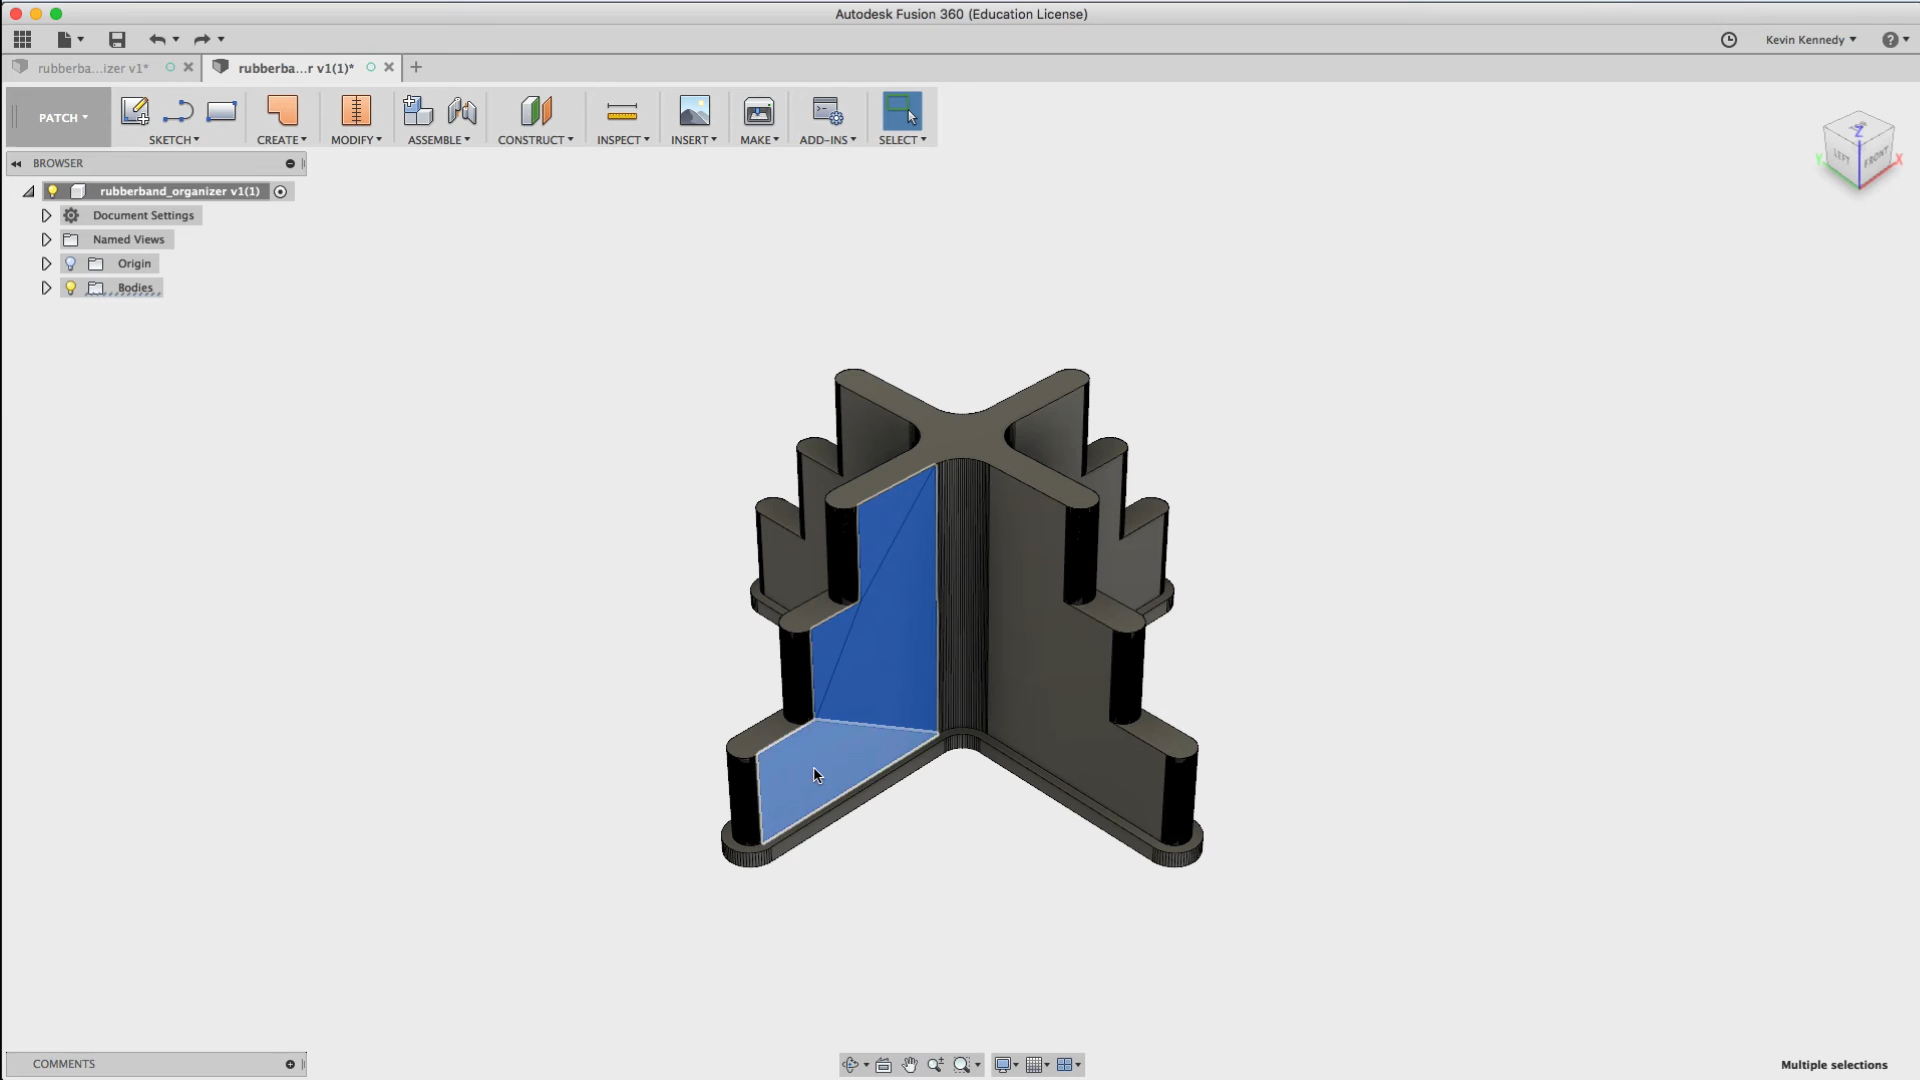 Autodesk Fusion 360 (Education License)
Kevin Kennedy
rubberba...izer v1*
rubberba...r v1(1)*
PATCH
SKETCH
CREATE
MODIFY
ASSEMBLE
CONSTRUCT
INSPECT
INSERT
MAKE
ADD-INS
SELECT
BROWSER
rubberband_organizer v1(1)
Document Settings
Named Views
Origin
Bodies
Z
LEFT
FRONT
Y
X
COMMENTS
Multiple selections